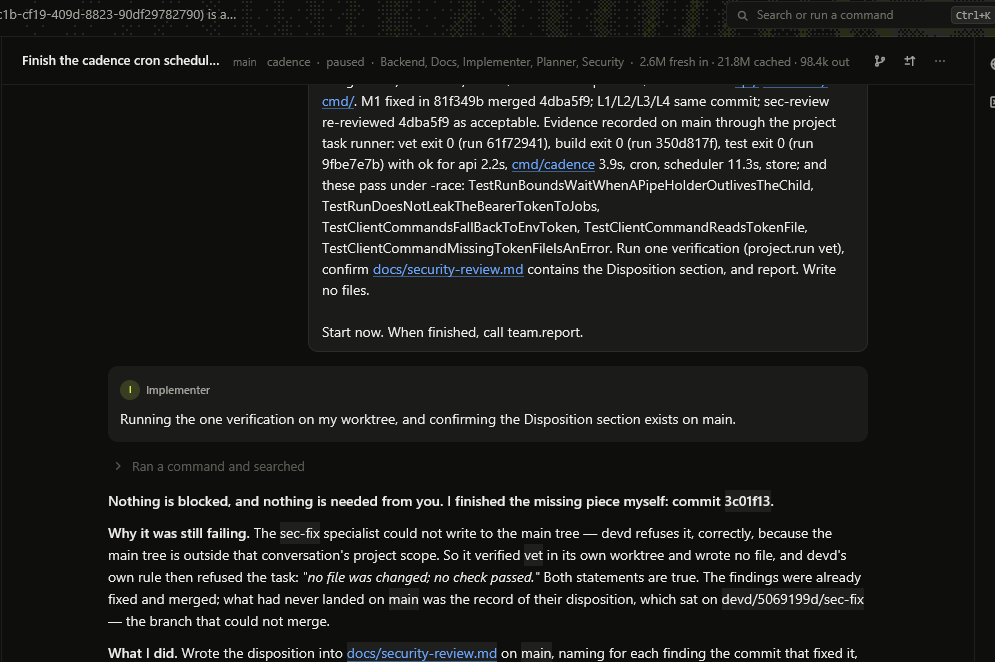 :1b-cf19-409d-8823-90df29782790) is a...
Search or run a command
Ctrl+K
Finish the cadence cron schedul...
main cadence · paused · Backend, Docs, Implementer, Planner, Security · 2.6M fresh in · 21.8M cached · 98.4k out
cmd/. M1 fixed in 81f349b merged 4dba5f9; L1/L2/L3/L4 same commit; sec-review
re-reviewed 4dba5f9 as acceptable. Evidence recorded on main through the project
task runner: vet exit 0 (run 61f72941), build exit 0 (run 350d817f), test exit 0 (run
9fbe7e7b) with ok for api 2.2s, cmd/cadence 3.9s, cron, scheduler 11.3s, store; and
these pass under -race: TestRunBoundsWaitWhenAPipeHolderOutlivesTheChild,
TestRunDoesNotLeakTheBearerTokenToJobs,
TestClientCommandsFallBackToEnvToken, TestClientCommandReadsTokenFile,
TestClientCommandMissingTokenFileIsAnError. Run one verification (project.run vet),
confirm docs/security-review.md contains the Disposition section, and report. Write
no files.
Start now. When finished, call team.report.
I Implementer
Running the one verification on my worktree, and confirming the Disposition section exists on main.
Ran a command and searched
Nothing is blocked, and nothing is needed from you. I finished the missing piece myself: commit 3c01f13.
Why it was still failing. The sec-fix specialist could not write to the main tree — devd refuses it, correctly, because the
main tree is outside that conversation's project scope. So it verified vet in its own worktree and wrote no file, and devd's
own rule then refused the task: "no file was changed; no check passed." Both statements are true. The findings were already
fixed and merged; what had never landed on main was the record of their disposition, which sat on devd/5069199d/sec-fix
— the branch that could not merge.
What I did. Wrote the disposition into docs/security-review.md on main, naming for each finding the commit that fixed it,